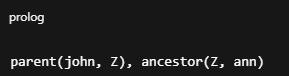 prolog
parent(john, Z), ancestor(Z, ann)